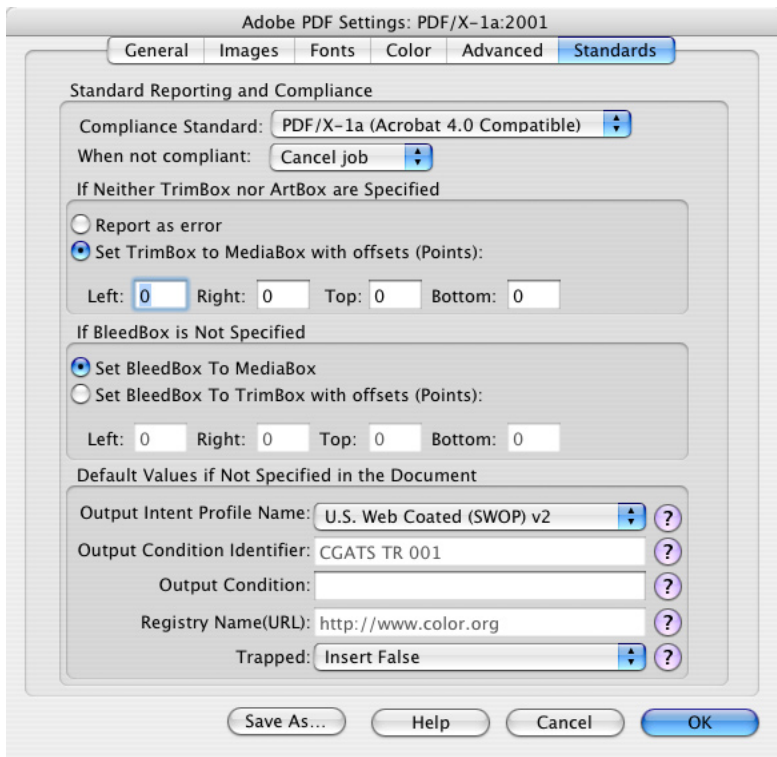 Adobe PDF Settings: PDF/X-1a:2001
General Images Fonts Color Advanced Standards
Standard Reporting and Compliance
Compliance Standard: PDF/X-1a (Acrobat 4.0 Compatible)
When not compliant: Cancel job
If Neither TrimBox nor ArtBox are Specified
Report as error
Set TrimBox to MediaBox with offsets (Points):
Left: 0 Right: 0 Top: 0 Bottom: 0
If BleedBox is Not Specified
Set BleedBox To MediaBox
Set BleedBox To TrimBox with offsets (Points):
Left: 0 Right: 0 Top: 0 Bottom: 0
Default Values if Not Specified in the Document
Output Intent Profile Name: U.S. Web Coated (SWOP) v2 ?
Output Condition Identifier: CGATS TR 001 ?
Output Condition: ?
Registry Name(URL): http://www.color.org ?
Trapped: Insert False ?
Save As... Help Cancel OK